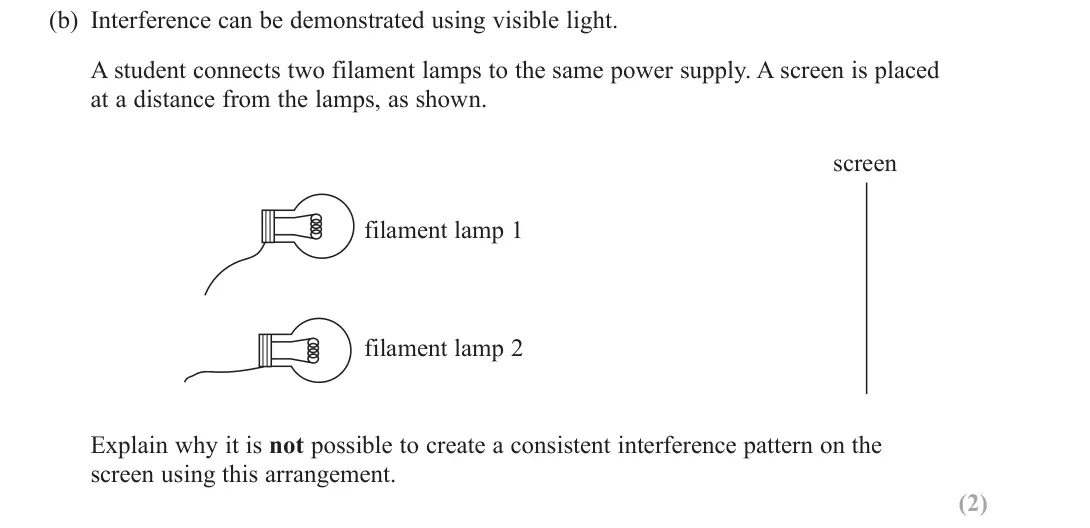 (b) Interference can be demonstrated using visible light.
A student connects two filament lamps to the same power supply. A screen is placed
at a distance from the lamps, as shown.
screen
filament lamp 1
filament lamp 2
Explain why it is not possible to create a consistent interference pattern on the
screen using this arrangement.
(2)